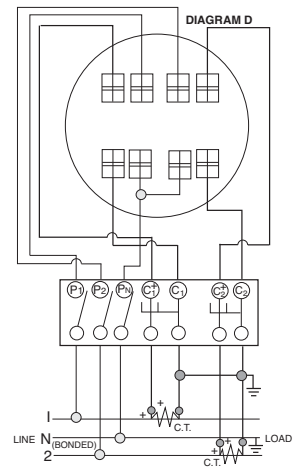 DIAGRAM D
P1 P2 PN C1+ C1 C2+ C2
1
+ + C.T.
LINE N (BONDED) LOAD
2
+ + C.T.